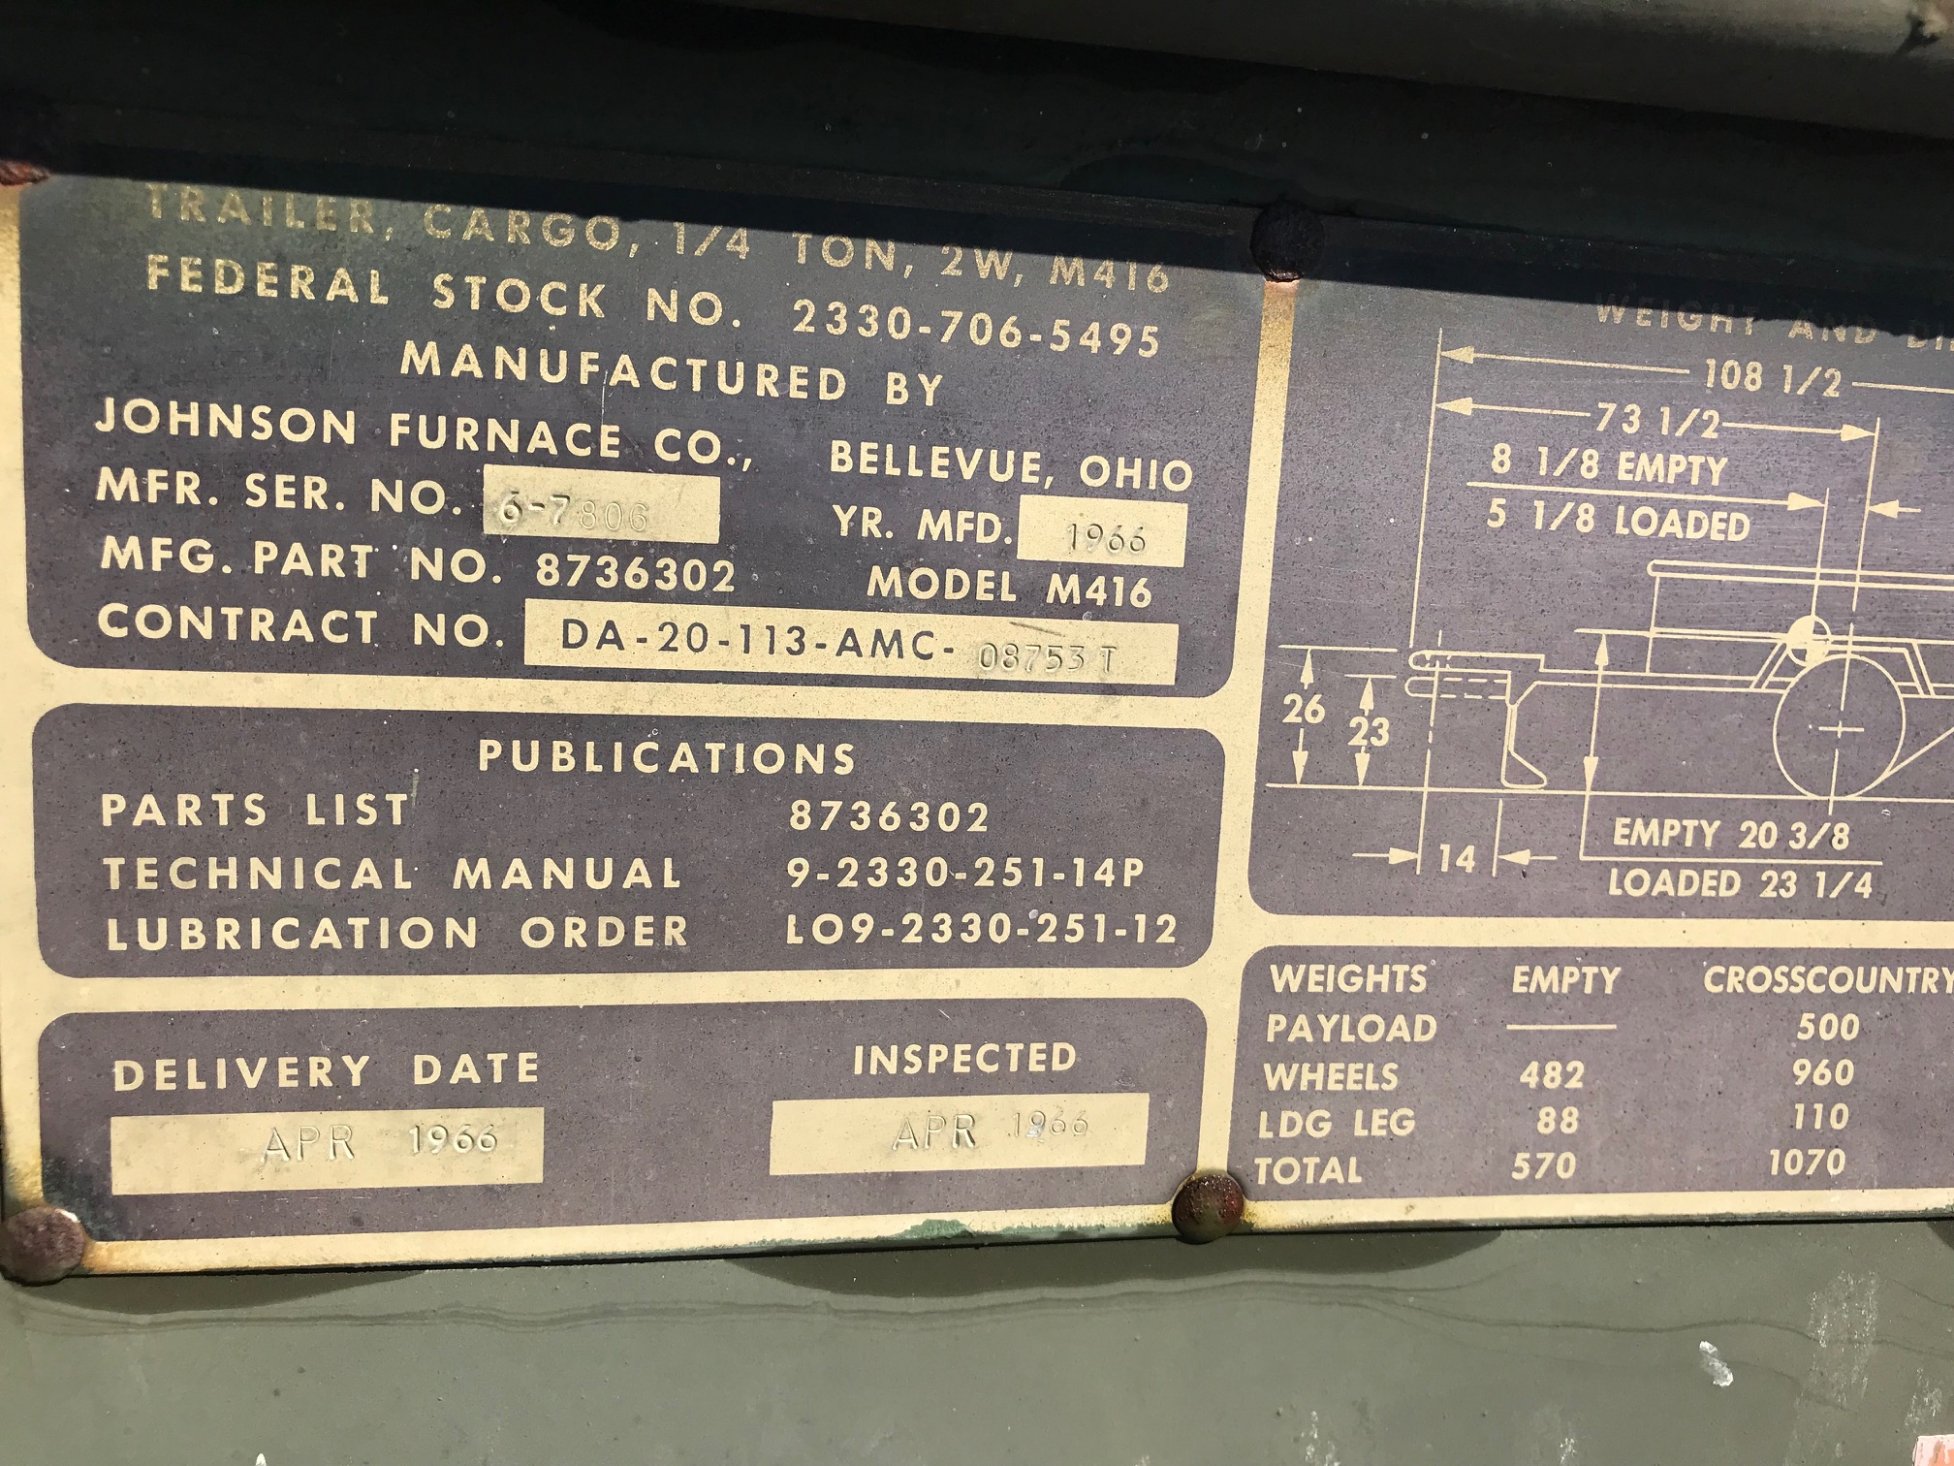 TRAILER, CARGO, 1/4 TON, 2W, M416
FEDERAL STOCK NO. 2330-706-5495
MANUFACTURED BY
JOHNSON FURNACE CO., BELLEVUE, OHIO
MFR. SER. NO. 6-7806 YR. MFD. 1966
MFG. PART NO. 8736302 MODEL M416
CONTRACT NO. DA-20-113-AMC-08753T
PUBLICATIONS
PARTS LIST 8736302
TECHNICAL MANUAL 9-2330-251-14P
LUBRICATION ORDER LO9-2330-251-12
DELIVERY DATE INSPECTED
APR 1966 APR 1966
WEIGHT AND
108 1/2
73 1/2
8 1/8 EMPTY
5 1/8 LOADED
26
23
14
EMPTY 20 3/8
LOADED 23 1/4
WEIGHTS EMPTY CROSSCOUNTRY
PAYLOAD 500
WHEELS 482 960
LDG LEG 88 110
TOTAL 570 1070